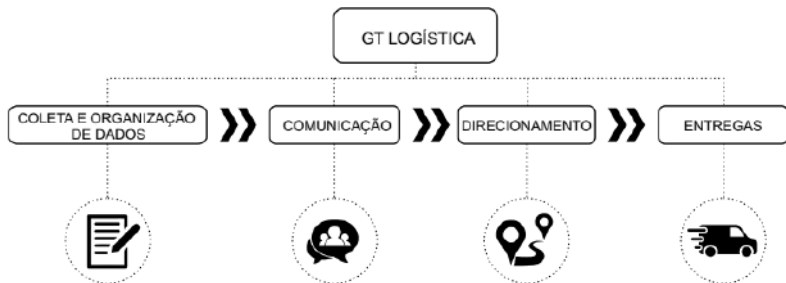 GT LOGÍSTICA
COLETA E ORGANIZAÇÃO
DE DADOS
COMUNICAÇÃO
DIRECIONAMENTO
ENTREGAS